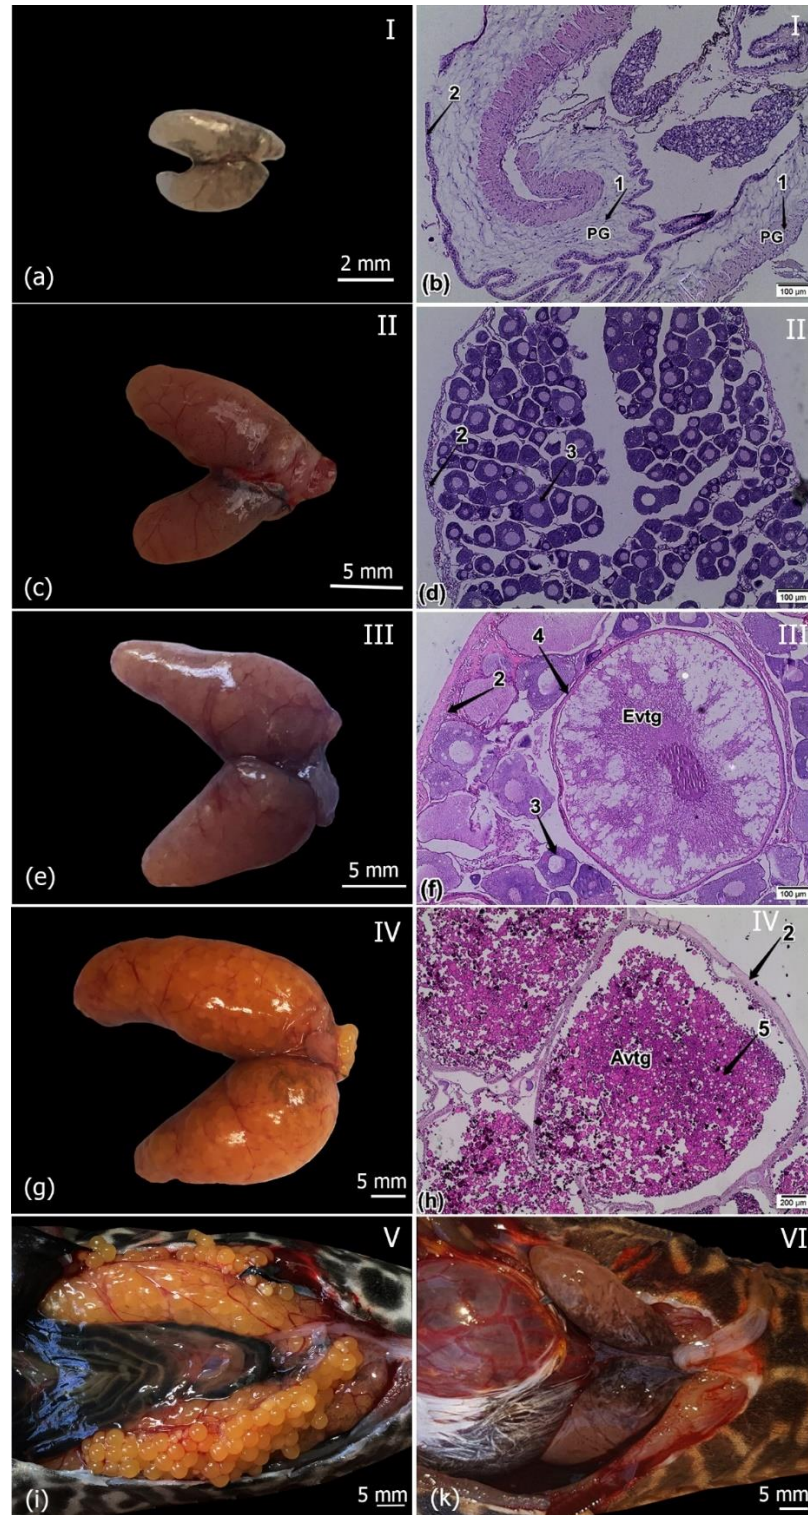 I
(a)
2 mm
I
2
1
PG
1
PG
(b)
100 µm
II
(c)
5 mm
II
2
3
(d)
100 µm
III
(e)
5 mm
III
4
2
Evtg
3
(f)
100 µm
IV
(g)
5 mm
IV
2
5
Avtg
(h)
200 µm
V
(i)
5 mm
VI
(k)
5 mm